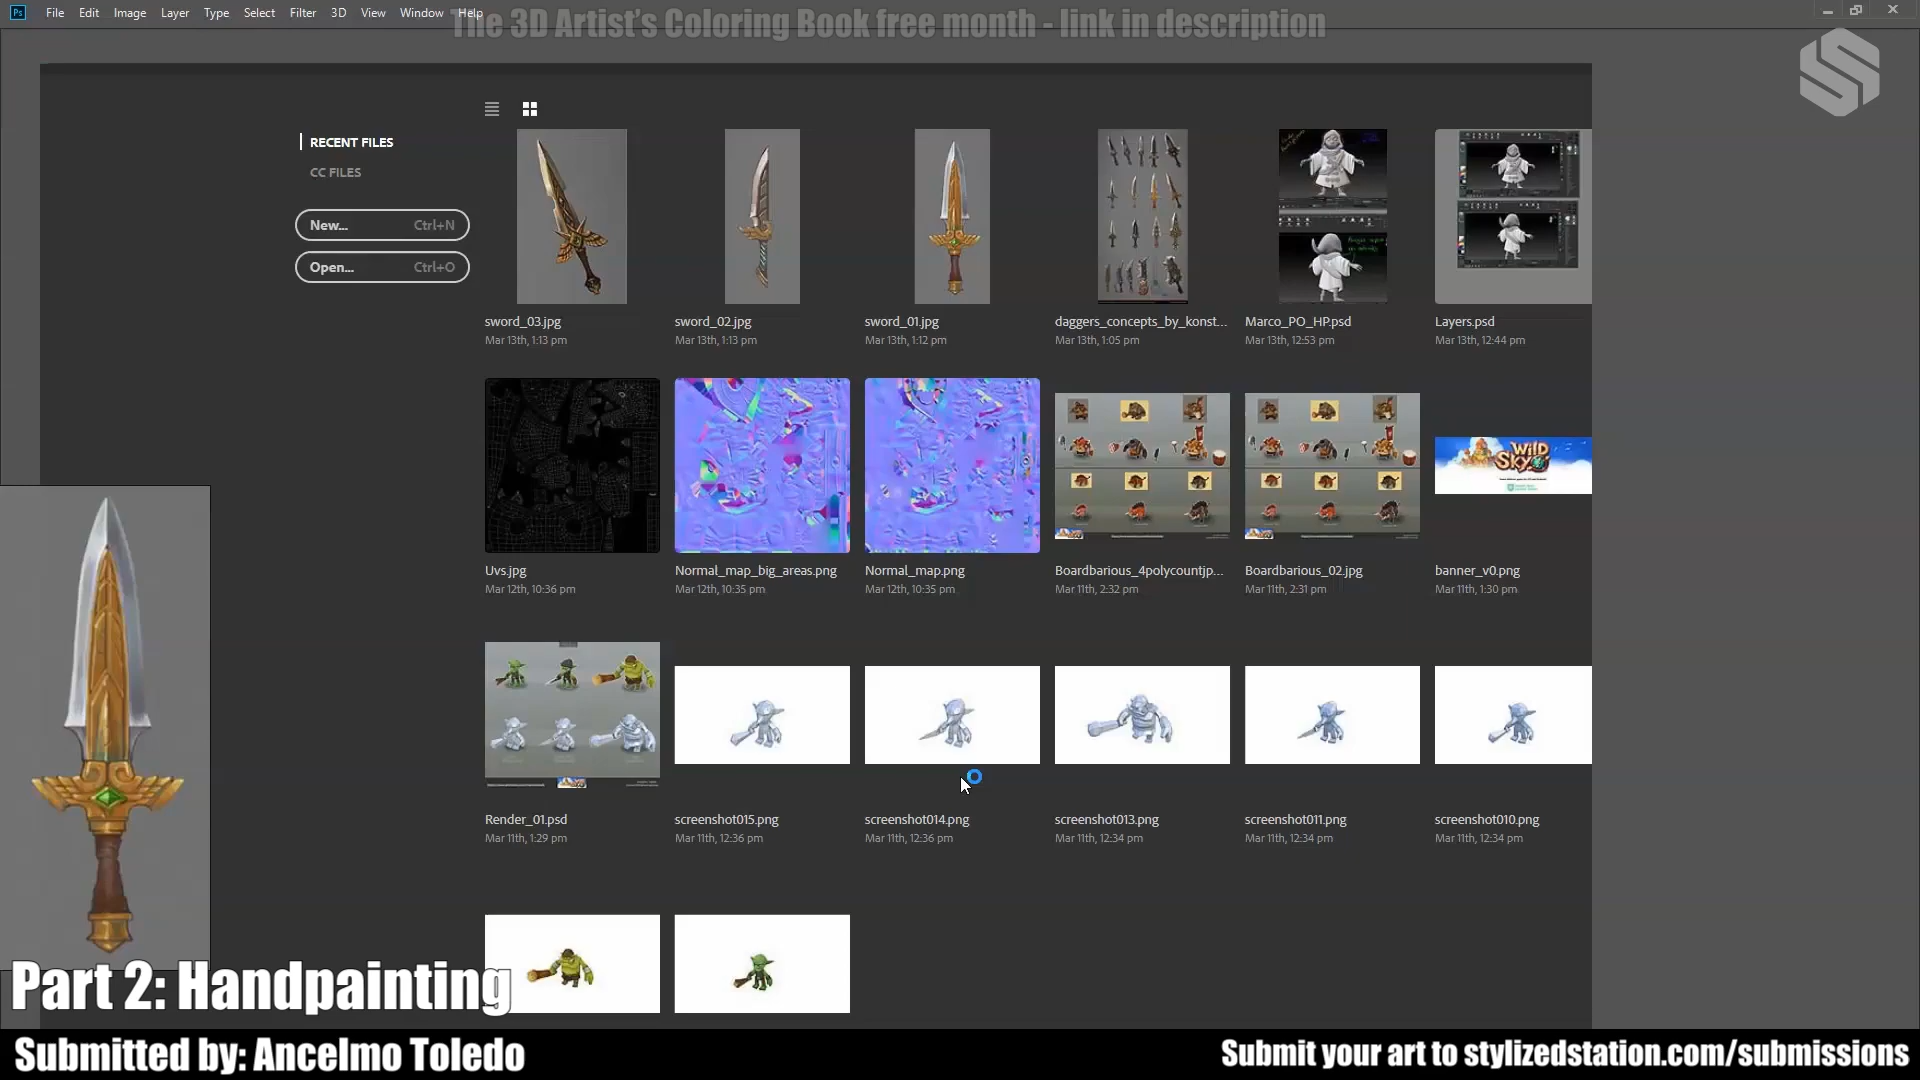 File Edit Image Layer Type Select Filter 3D View Window Help
The 3D Artist's Coloring Book free month - link in description
RECENT FILES
CC FILES
New... Ctrl+N
Open... Ctrl+O
sword_03.jpg sword_02.jpg sword_01.jpg daggers_concepts_by_konst... Marco_PO_HP.psd Layers.psd
Mar 13th, 1:13 pm Mar 13th, 1:13 pm Mar 13th, 1:12 pm Mar 13th, 1:05 pm Mar 13th, 12:53 pm Mar 13th, 12:44 pm
WILD
SKY
Uvs.jpg Normal_map_big_areas.png Normal_map.png Boardbarious_4polycountjp... Boardbarious_02.jpg banner_v0.png
Mar 12th, 10:36 pm Mar 12th, 10:35 pm Mar 12th, 10:35 pm Mar 11th, 2:32 pm Mar 11th, 2:31 pm Mar 11th, 1:30 pm
Render_01.psd screenshot015.png screenshot014.png screenshot013.png screenshot011.png screenshot010.png
Mar 11th, 1:29 pm Mar 11th, 12:36 pm Mar 11th, 12:36 pm Mar 11th, 12:34 pm Mar 11th, 12:34 pm Mar 11th, 12:34 pm
Part 2: Handpainting
Submitted by: Ancelmo Toledo
Submit your art to stylizedstation.com/submissions